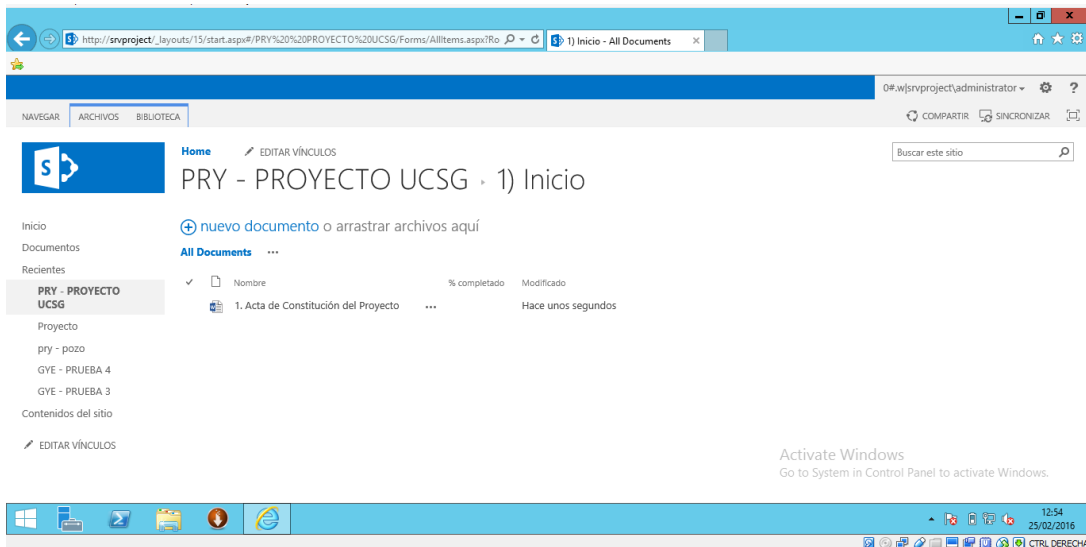 http://srvproject/_layouts/15/start.aspx#/PRY%20%20PROYECTO%20UCSG/Forms/AllItems.aspx?Ro
1) Inicio - All Documents
0#.w|srvproject\administrator
?
NAVEGAR ARCHIVOS BIBLIOTECA
COMPARTIR SINCRONIZAR
Home EDITAR VÍNCULOS
Buscar este sitio
S
PRY - PROYECTO UCSG 1) Inicio
Inicio
Documentos
Recientes
PRY - PROYECTO
UCSG
Proyecto
pry - pozo
GYE - PRUEBA 4
GYE - PRUEBA 3
Contenidos del sitio
EDITAR VÍNCULOS
nuevo documento o arrastrar archivos aquí
All Documents ...
Nombre % completado Modificado
1. Acta de Constitución del Proyecto ... Hace unos segundos
Activate Windows
Go to System in Control Panel to activate Windows.
12:54
25/02/2016
CTRL DERECHA